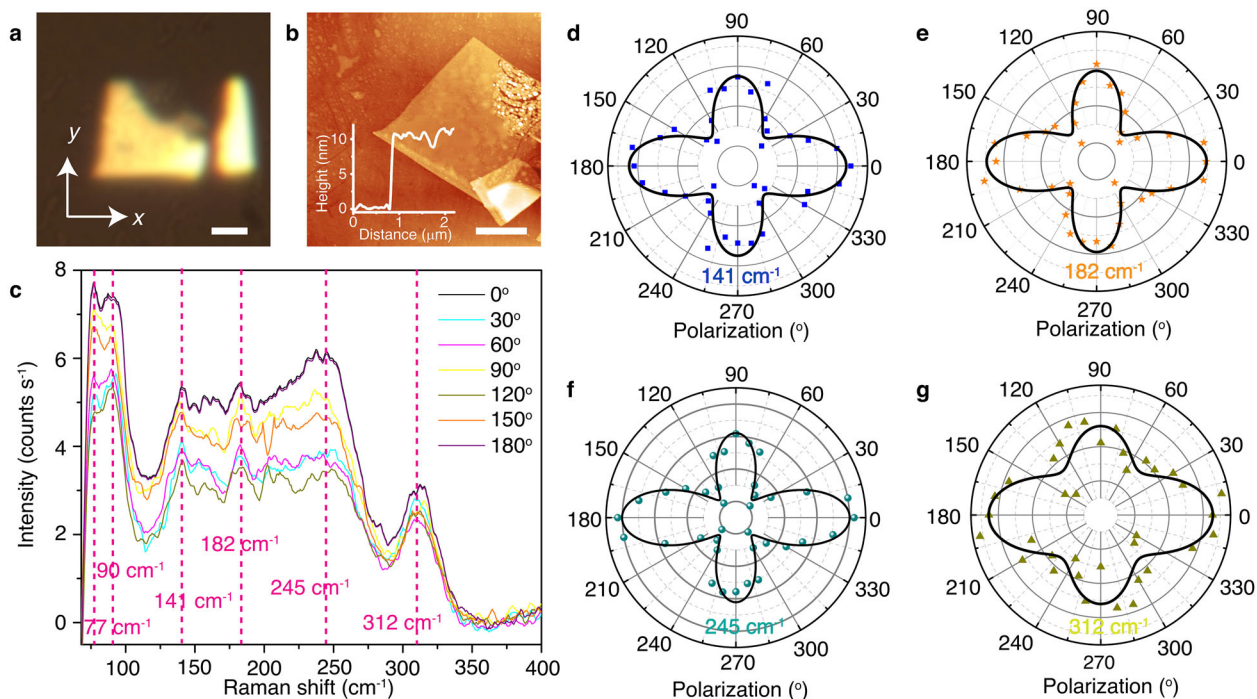 a
y
x
b
Height (nm)
10
5
0
0
1
2
Distance (μm)
c
Intensity (counts s⁻¹)
8
6
4
2
0
0°
30°
60°
90°
120°
150°
180°
77 cm⁻¹
90 cm⁻¹
141 cm⁻¹
182 cm⁻¹
245 cm⁻¹
312 cm⁻¹
100
150
200
250
300
350
400
Raman shift (cm⁻¹)
d
90
120
60
150
30
180
0
210
330
240
300
270
141 cm⁻¹
Polarization (°)
e
90
120
60
150
30
180
0
210
330
240
300
270
182 cm⁻¹
Polarization (°)
f
90
120
60
150
30
180
0
210
330
240
300
270
245 cm⁻¹
Polarization (°)
g
90
120
60
150
30
180
0
210
330
240
300
270
312 cm⁻¹
Polarization (°)